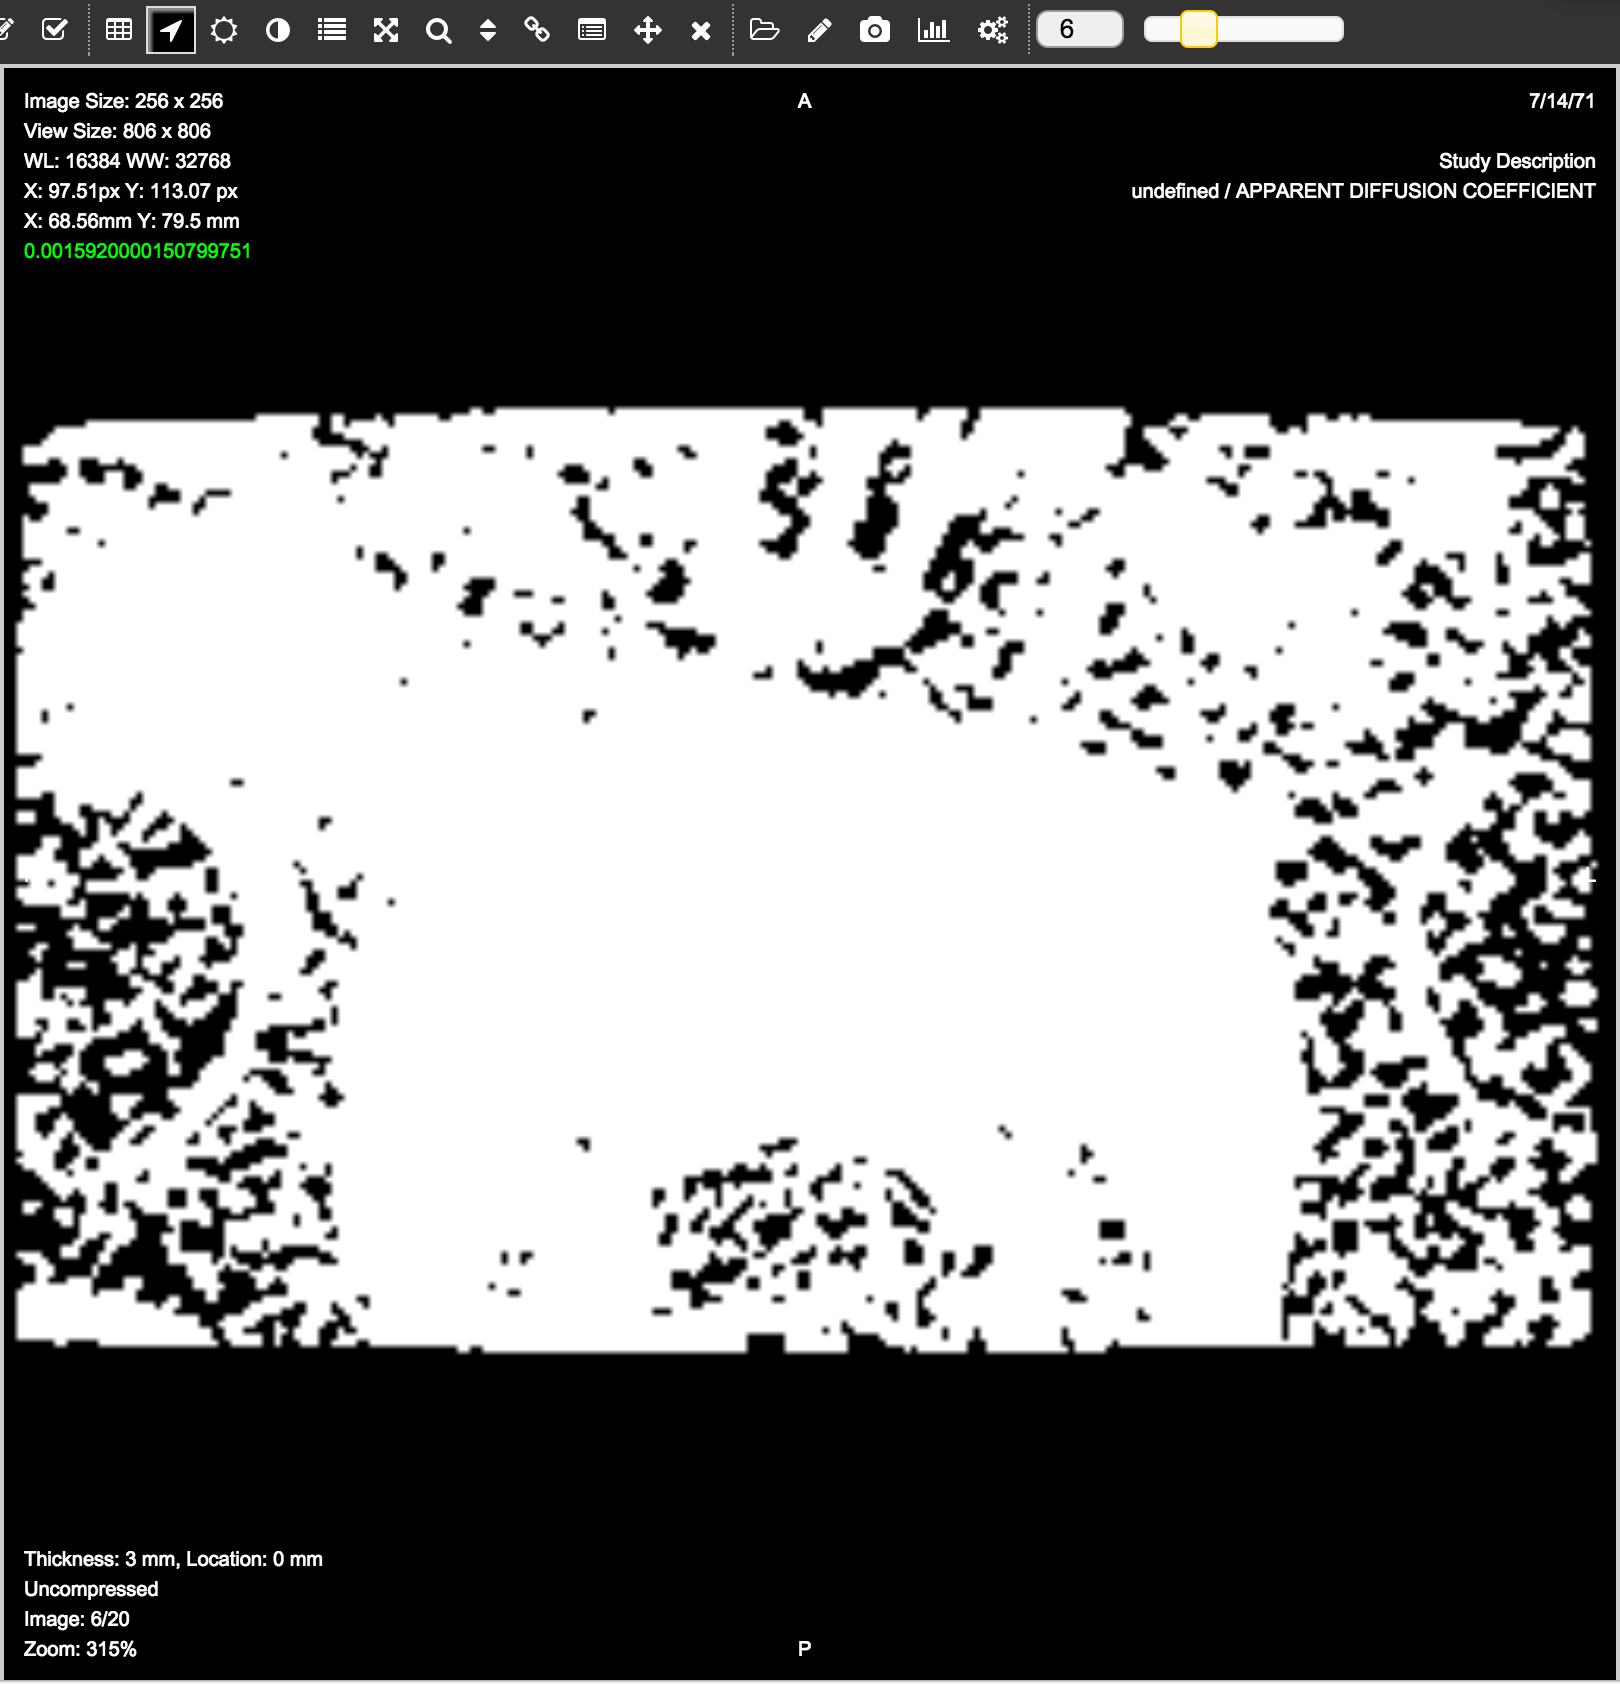 6
Image Size: 256 x 256
View Size: 806 x 806
WL: 16384 WW: 32768
X: 97.51px Y: 113.07 px
X: 68.56mm Y: 79.5 mm
0.0015920000150799751
A
7/14/71
Study Description
undefined / APPARENT DIFFUSION COEFFICIENT
Thickness: 3 mm, Location: 0 mm
Uncompressed
Image: 6/20
Zoom: 315%
P